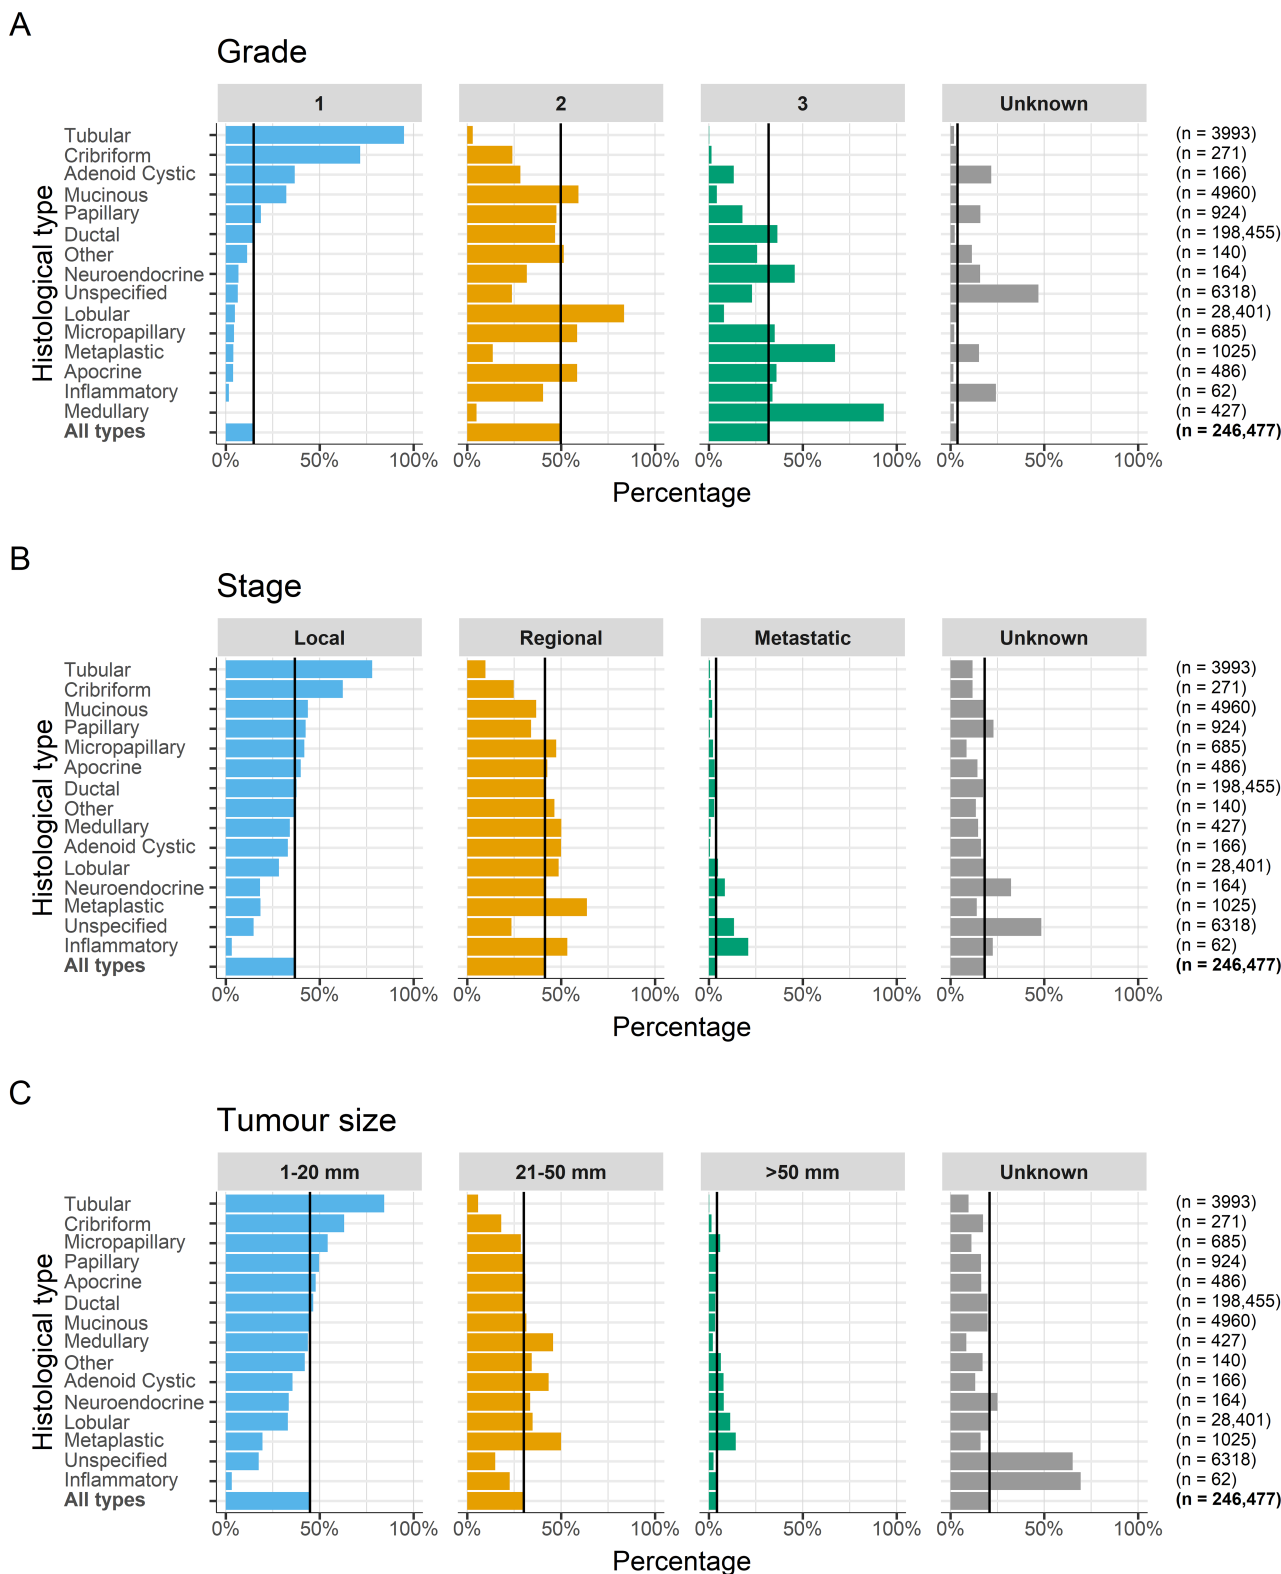 A
Grade
1 2 3 Unknown
Histological type
Tubular (n = 3993)
Cribriform (n = 271)
Adenoid Cystic (n = 166)
Mucinous (n = 4960)
Papillary (n = 924)
Ductal (n = 198,455)
Other (n = 140)
Neuroendocrine (n = 164)
Unspecified (n = 6318)
Lobular (n = 28,401)
Micropapillary (n = 685)
Metaplastic (n = 1025)
Apocrine (n = 486)
Inflammatory (n = 62)
Medullary (n = 427)
All types (n = 246,477)
0% 50% 100% 0% 50% 100% 0% 50% 100% 0% 50% 100%
Percentage
B
Stage
Local Regional Metastatic Unknown
Histological type
Tubular (n = 3993)
Cribriform (n = 271)
Mucinous (n = 4960)
Papillary (n = 924)
Micropapillary (n = 685)
Apocrine (n = 486)
Ductal (n = 198,455)
Other (n = 140)
Medullary (n = 427)
Adenoid Cystic (n = 166)
Lobular (n = 28,401)
Neuroendocrine (n = 164)
Metaplastic (n = 1025)
Unspecified (n = 6318)
Inflammatory (n = 62)
All types (n = 246,477)
0% 50% 100% 0% 50% 100% 0% 50% 100% 0% 50% 100%
Percentage
C
Tumour size
1-20 mm 21-50 mm >50 mm Unknown
Histological type
Tubular (n = 3993)
Cribriform (n = 271)
Micropapillary (n = 685)
Papillary (n = 924)
Apocrine (n = 486)
Ductal (n = 198,455)
Mucinous (n = 4960)
Medullary (n = 427)
Other (n = 140)
Adenoid Cystic (n = 166)
Neuroendocrine (n = 164)
Lobular (n = 28,401)
Metaplastic (n = 1025)
Unspecified (n = 6318)
Inflammatory (n = 62)
All types (n = 246,477)
0% 50% 100% 0% 50% 100% 0% 50% 100% 0% 50% 100%
Percentage